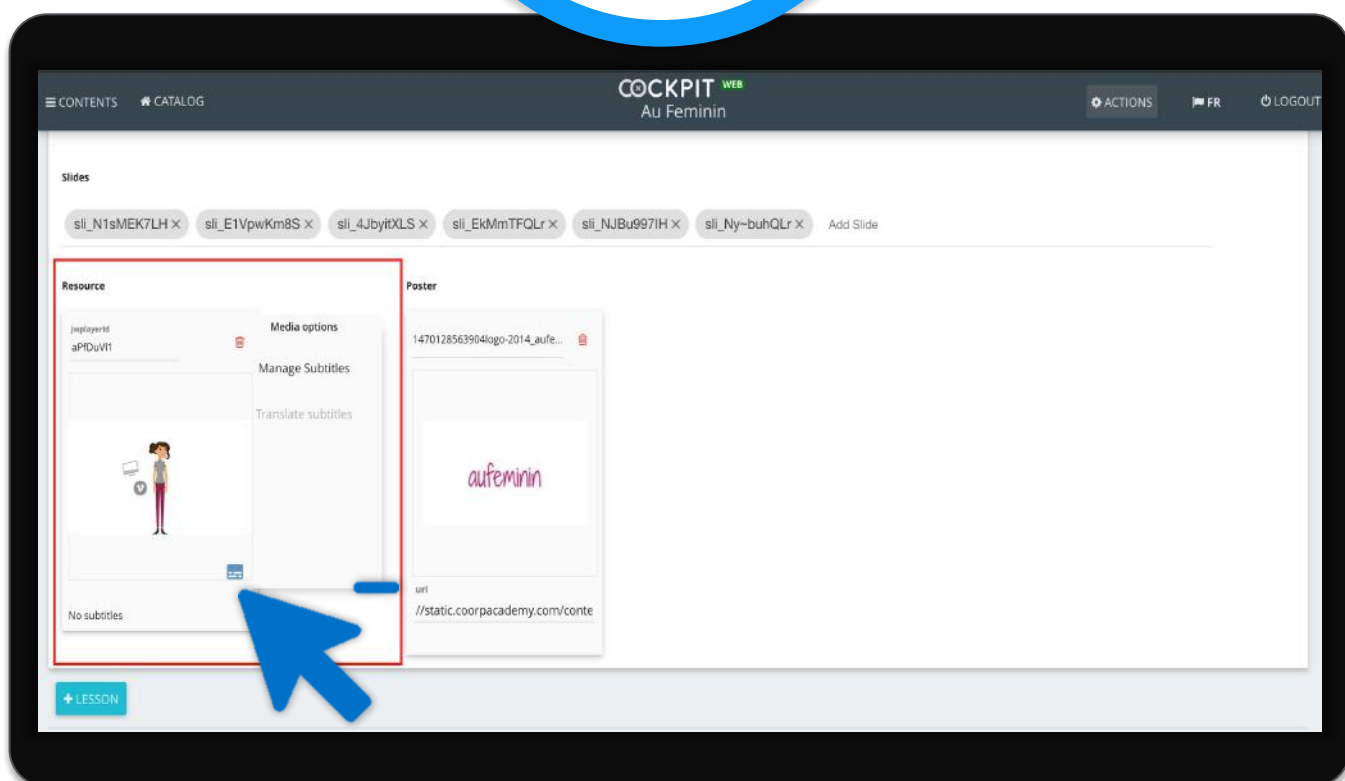 CONTENTS CATALOG
COCKPIT WEB
Au Feminin
ACTIONS FR LOGOUT
Slides
sli_N1sMEK7LH × sli_E1VpwKm8S × sli_4JbyitXLS × sli_EkMmTFQLr × sli_NJBu997IH × sli_Ny~buhQLr × Add Slide
Resource
jwplayerId
aPfDuVl1
Media options
Manage Subtitles
Translate subtitles
No subtitles
Poster
1470128563904logo-2014_aufe...
aufeminin
url
//static.coorpacademy.com/conte
+ LESSON